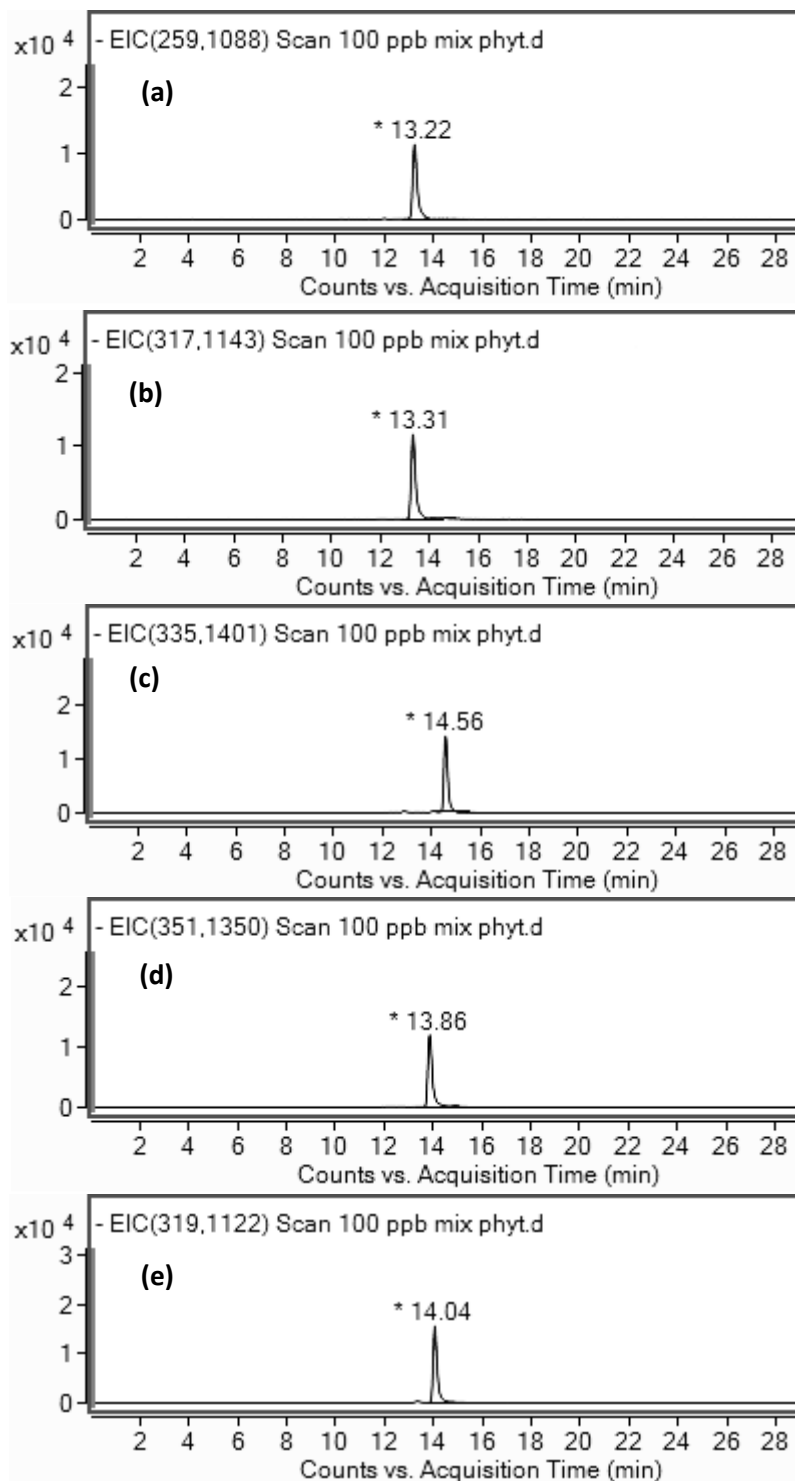 x10 4
- EIC(259,1088) Scan 100 ppb mix phyt.d
(a)
2
* 13.22
1
0
2 4 6 8 10 12 14 16 18 20 22 24 26 28
Counts vs. Acquisition Time (min)
x10 4
- EIC(317,1143) Scan 100 ppb mix phyt.d
2
(b)
* 13.31
1
0
2 4 6 8 10 12 14 16 18 20 22 24 26 28
Counts vs. Acquisition Time (min)
x10 4
- EIC(335,1401) Scan 100 ppb mix phyt.d
(c)
2
* 14.56
1
0
2 4 6 8 10 12 14 16 18 20 22 24 26 28
Counts vs. Acquisition Time (min)
x10 4
- EIC(351,1350) Scan 100 ppb mix phyt.d
(d)
2
* 13.86
1
0
2 4 6 8 10 12 14 16 18 20 22 24 26 28
Counts vs. Acquisition Time (min)
x10 4
- EIC(319,1122) Scan 100 ppb mix phyt.d
3
(e)
2
* 14.04
1
0
2 4 6 8 10 12 14 16 18 20 22 24 26 28
Counts vs. Acquisition Time (min)